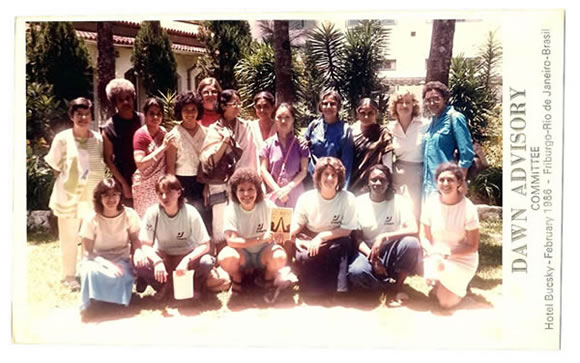 DAWN ADVISORY
COMMITTEE
Hotel Bucsky-February 1986 - Friburgo-Rio de Janeiro-Brasil